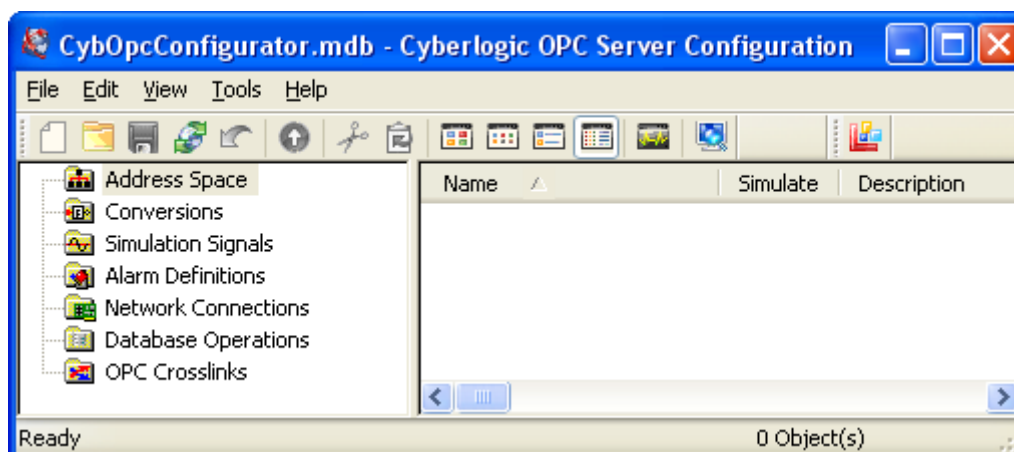 CybOpcConfigurator.mdb - Cyberlogic OPC Server Configuration
File Edit View Tools Help
Address Space
Conversions
Simulation Signals
Alarm Definitions
Network Connections
Database Operations
OPC Crosslinks
Name Simulate Description
Ready 0 Object(s)